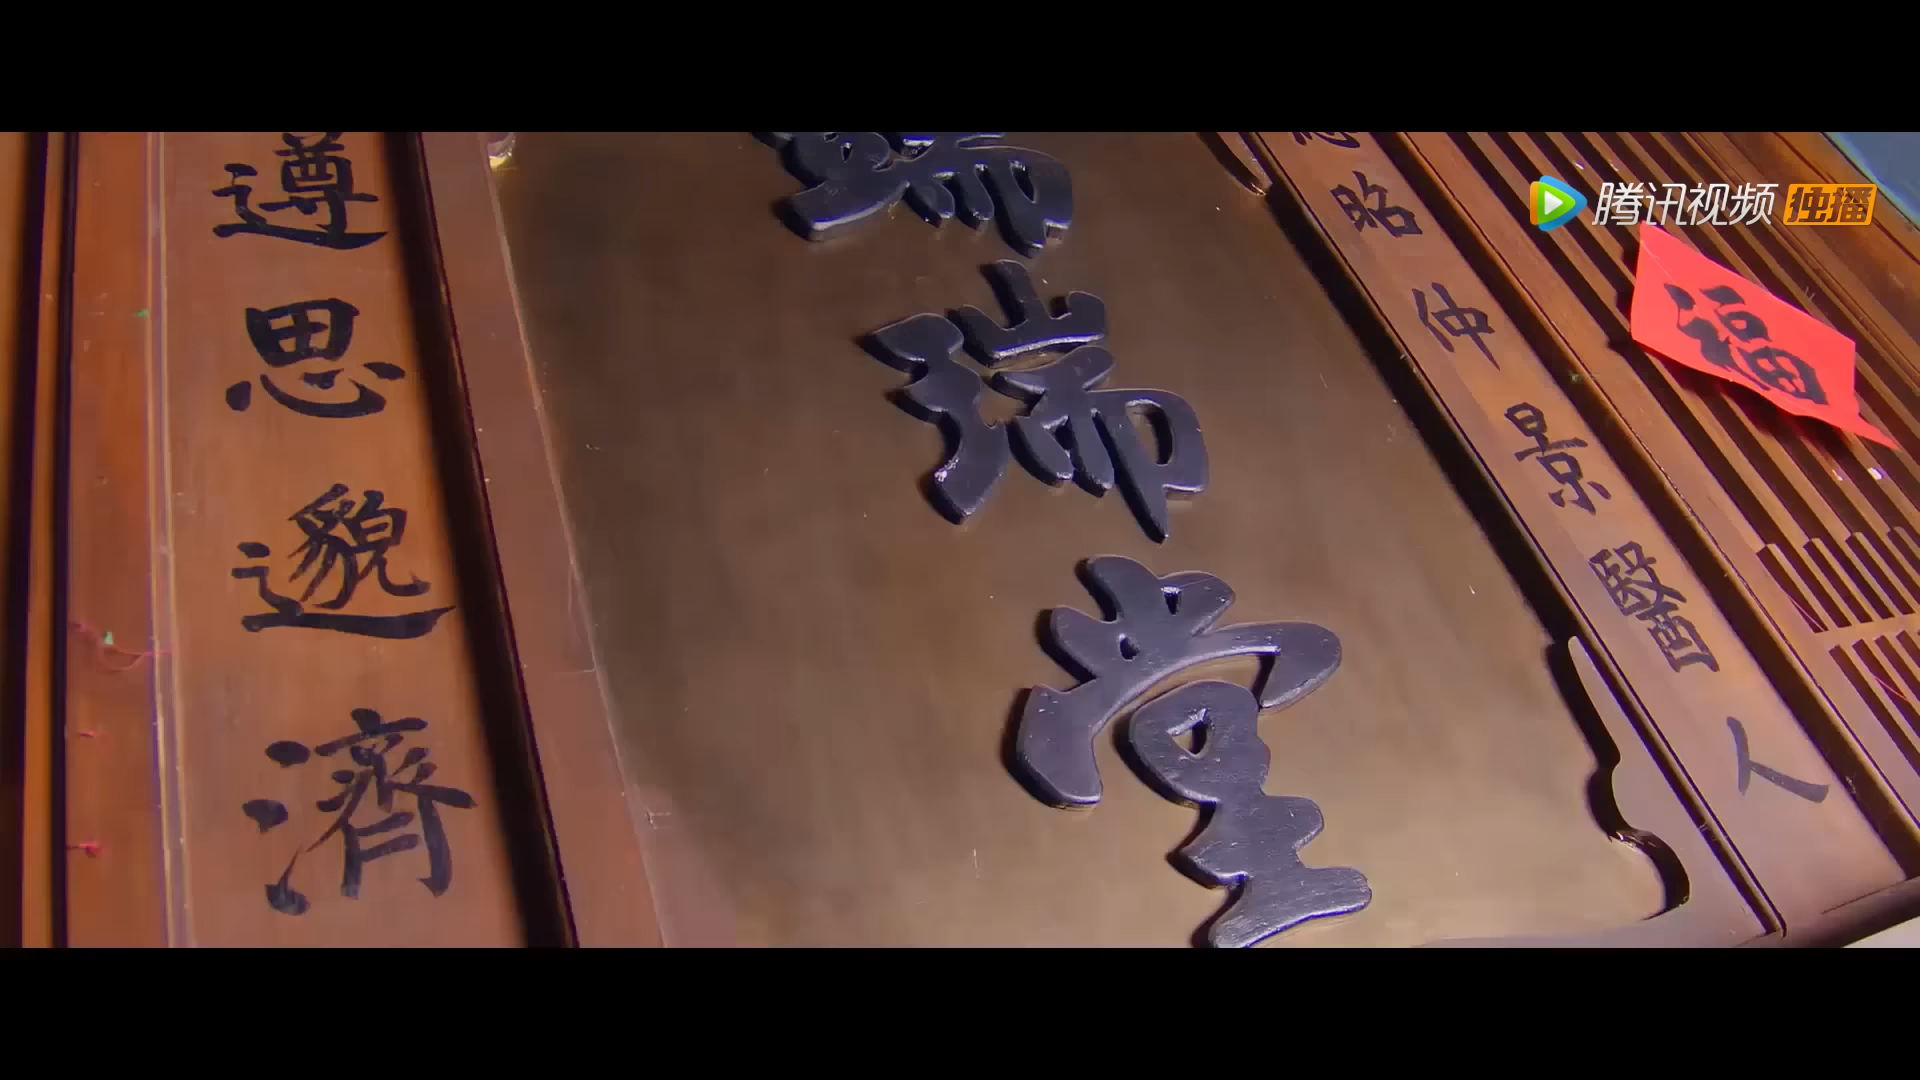 遵思邈濟
瑞堂
昭仲景醫人
福
腾讯视频 独播